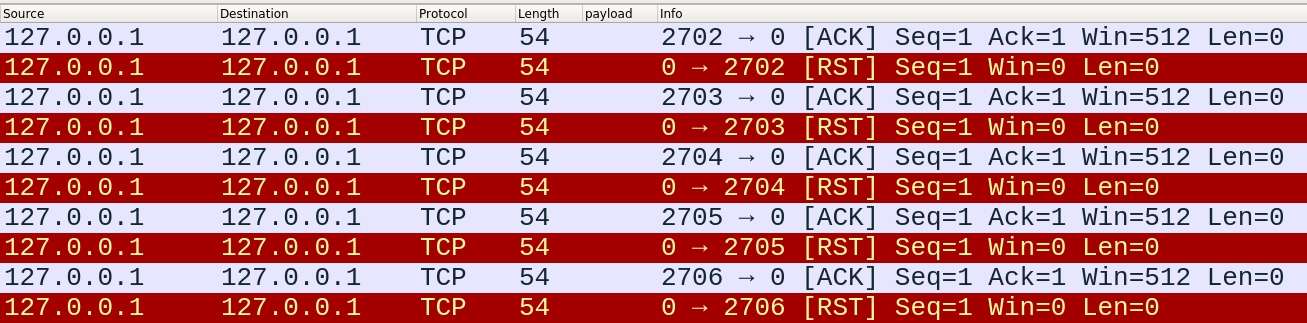 Source Destination Protocol Length payload Info
127.0.0.1 127.0.0.1 TCP 54 2702 → 0 [ACK] Seq=1 Ack=1 Win=512 Len=0
127.0.0.1 127.0.0.1 TCP 54 0 → 2702 [RST] Seq=1 Win=0 Len=0
127.0.0.1 127.0.0.1 TCP 54 2703 → 0 [ACK] Seq=1 Ack=1 Win=512 Len=0
127.0.0.1 127.0.0.1 TCP 54 0 → 2703 [RST] Seq=1 Win=0 Len=0
127.0.0.1 127.0.0.1 TCP 54 2704 → 0 [ACK] Seq=1 Ack=1 Win=512 Len=0
127.0.0.1 127.0.0.1 TCP 54 0 → 2704 [RST] Seq=1 Win=0 Len=0
127.0.0.1 127.0.0.1 TCP 54 2705 → 0 [ACK] Seq=1 Ack=1 Win=512 Len=0
127.0.0.1 127.0.0.1 TCP 54 0 → 2705 [RST] Seq=1 Win=0 Len=0
127.0.0.1 127.0.0.1 TCP 54 2706 → 0 [ACK] Seq=1 Ack=1 Win=512 Len=0
127.0.0.1 127.0.0.1 TCP 54 0 → 2706 [RST] Seq=1 Win=0 Len=0